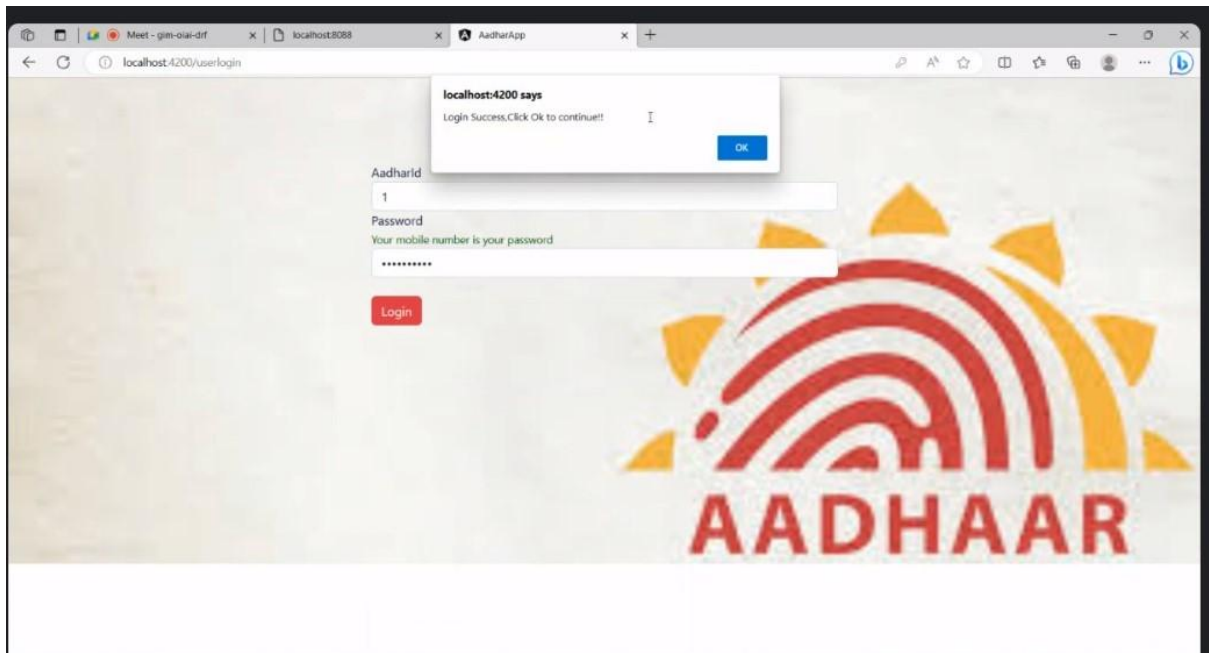 Meet - gim-oiai-drf
localhost:8088
AadharApp
localhost:4200/userlogin
localhost:4200 says
Login Success,Click Ok to continue!!
OK
AadharId
1
Password
Your mobile number is your password
••••••••••
Login
AADHAAR